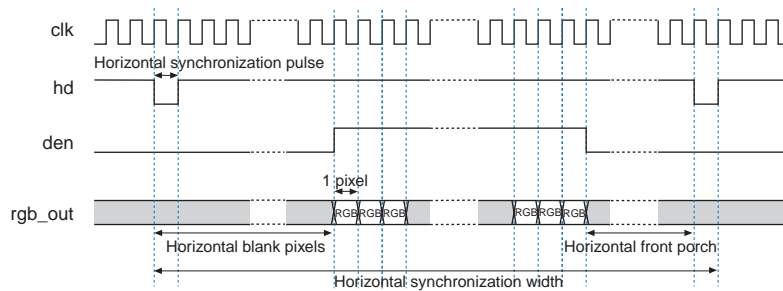 clk
Horizontal synchronization pulse
hd
den
1 pixel
rgb_out
RGB RGB RGB RGB RGB RGB
Horizontal blank pixels
Horizontal front porch
Horizontal synchronization width